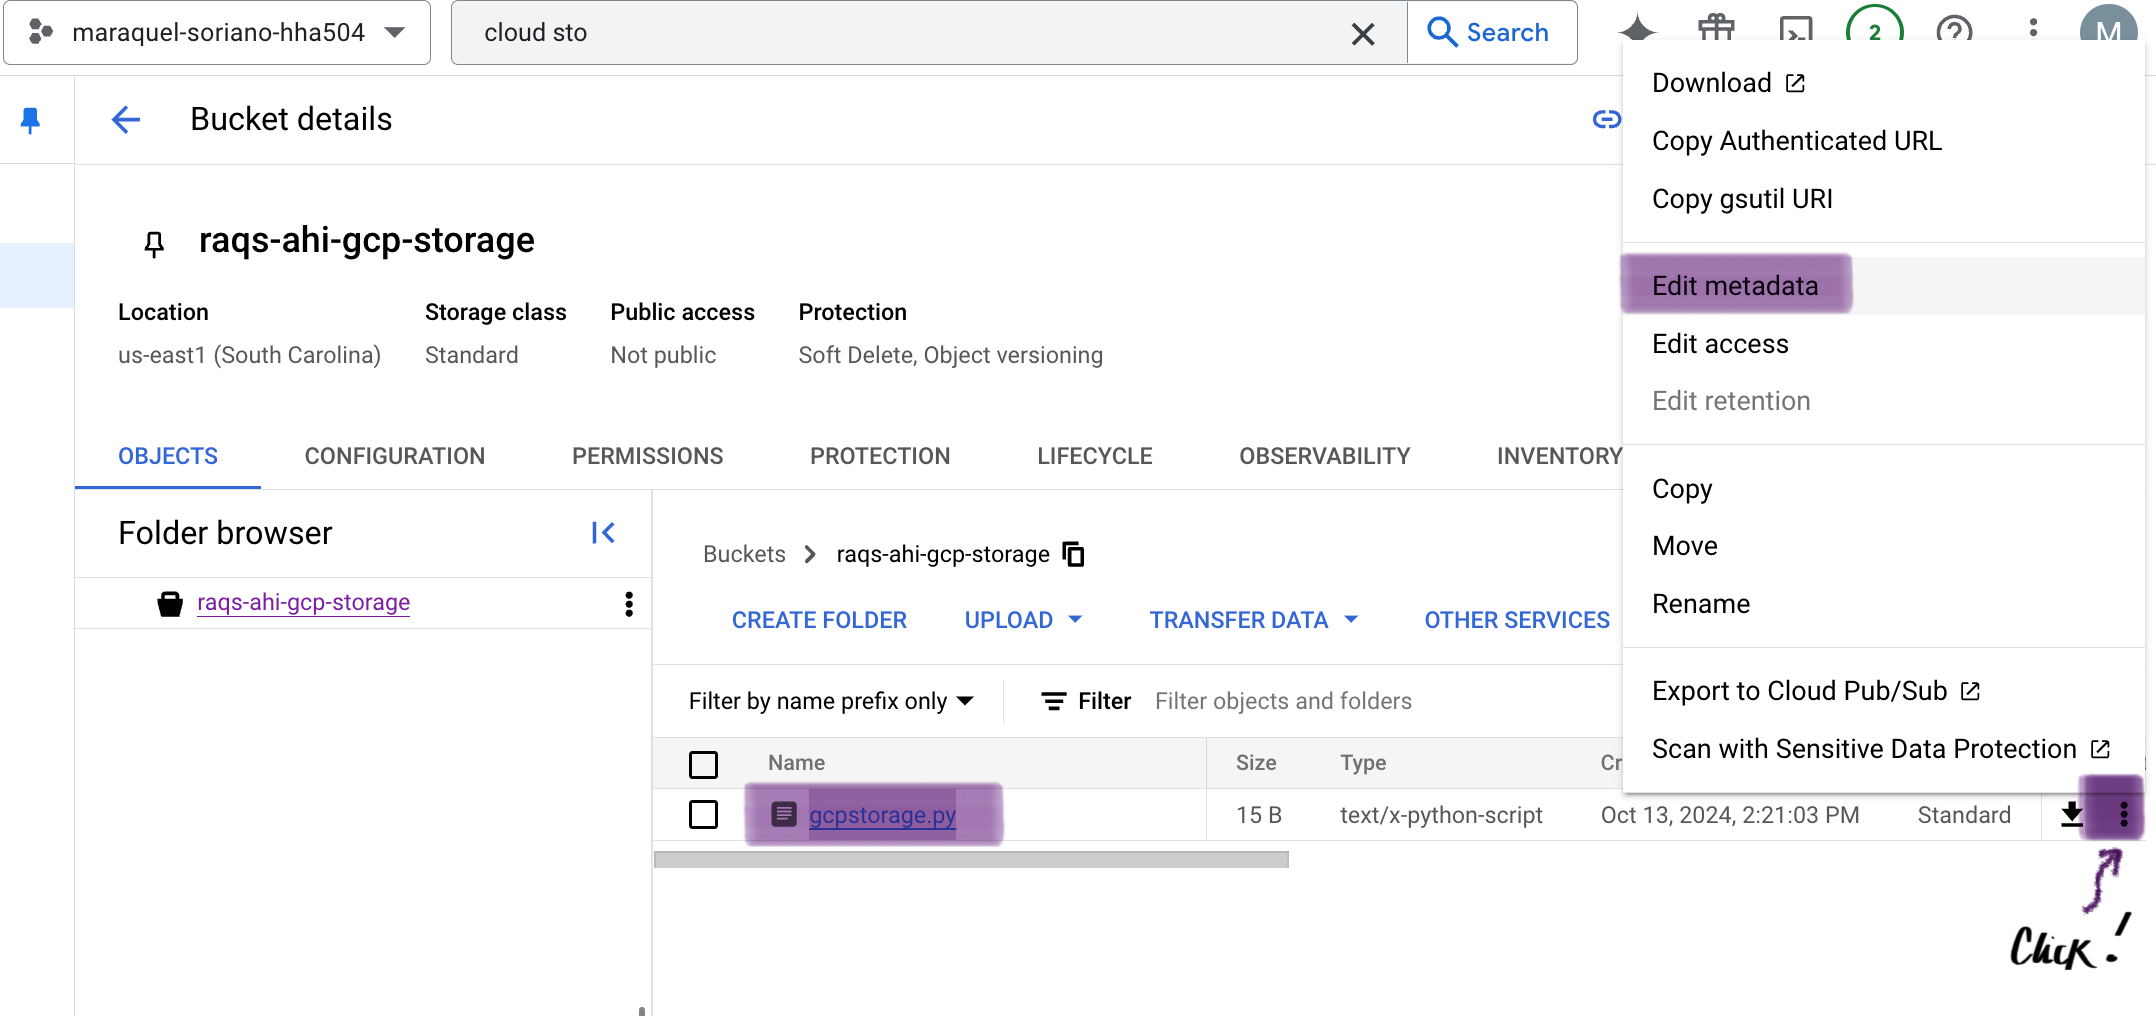 maraquel-soriano-hha504
cloud sto
Search
2
M
Bucket details
Download
Copy Authenticated URL
Copy gsutil URI
Edit metadata
Edit access
Edit retention
Copy
Move
Rename
Export to Cloud Pub/Sub
Scan with Sensitive Data Protection
raqs-ahi-gcp-storage
Location Storage class Public access Protection
us-east1 (South Carolina) Standard Not public Soft Delete, Object versioning
OBJECTS CONFIGURATION PERMISSIONS PROTECTION LIFECYCLE OBSERVABILITY INVENTORY
Folder browser
raqs-ahi-gcp-storage
Buckets > raqs-ahi-gcp-storage
CREATE FOLDER UPLOAD TRANSFER DATA OTHER SERVICES
Filter by name prefix only Filter Filter objects and folders
Name Size Type Cr
gcpstorage.py 15 B text/x-python-script Oct 13, 2024, 2:21:03 PM Standard
Click!